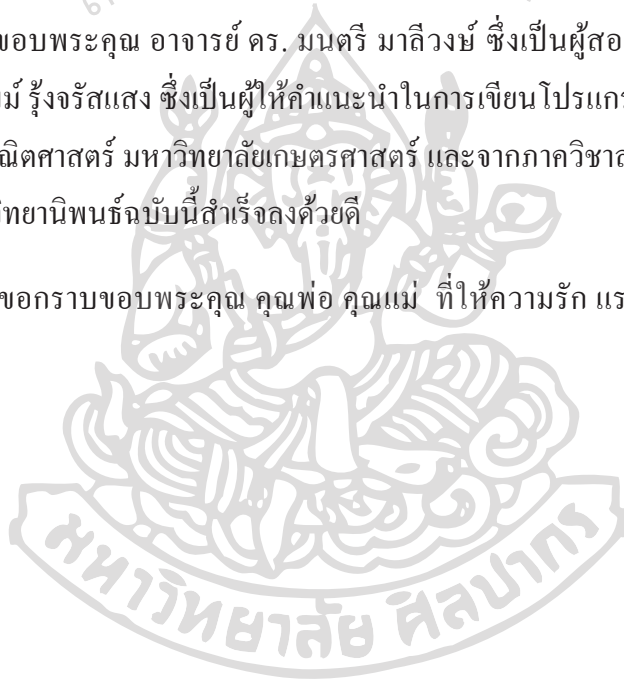 ขอบพระคุณ อาจารย์ ดร. มนตรี มาลีวงษ์ ซึ่งเป็นผู้สอ
ม์ รุ้งจรัสแสง ซึ่งเป็นผู้ให้คำแนะนำในการเขียนโปรแกร
ณิตศาสตร์ มหาวิทยาลัยเกษตรศาสตร์ และจากภาควิชาส
วิทยานิพนธ์ฉบับนี้สำเร็จลงด้วยดี
ขอกราบขอบพระคุณ คุณพ่อ คุณแม่ ที่ให้ความรัก แร
มหาวิทยาลัย ศิลปากร